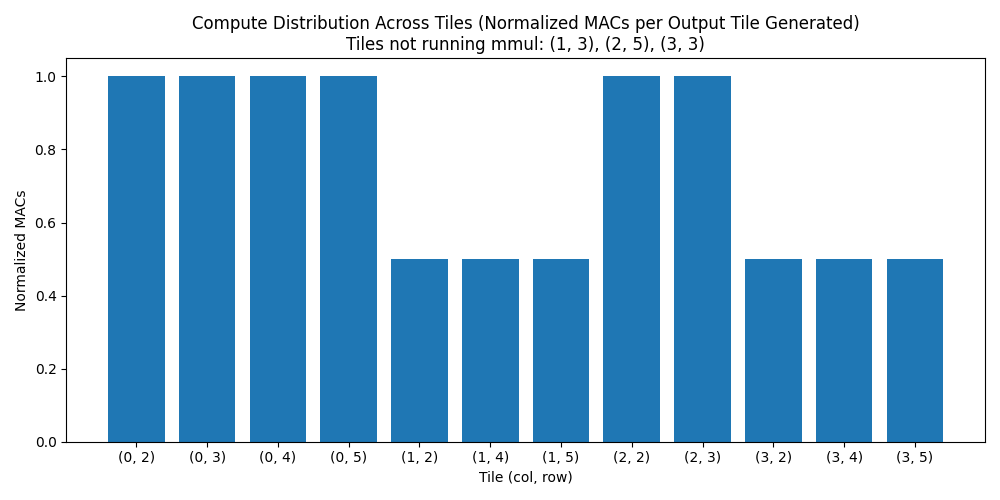 Compute Distribution Across Tiles (Normalized MACs per Output Tile Generated)
Tiles not running mmul: (1, 3), (2, 5), (3, 3)
Normalized MACs
1.0
0.8
0.6
0.4
0.2
0.0
(0, 2) (0, 3) (0, 4) (0, 5) (1, 2) (1, 4) (1, 5) (2, 2) (2, 3) (3, 2) (3, 4) (3, 5)
Tile (col, row)